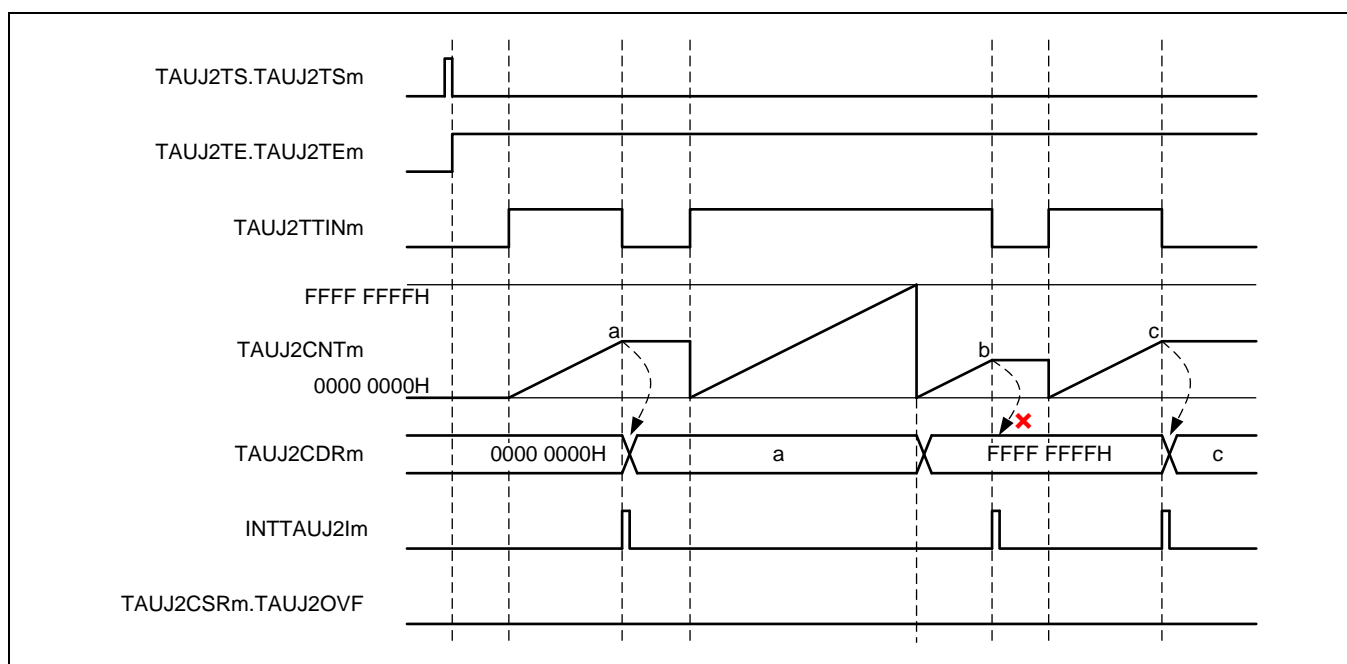 TAUJ2TS.TAUJ2TSm
TAUJ2TE.TAUJ2TEm
TAUJ2TTINm
FFFF FFFFH
a
c
TAUJ2CNTm
b
0000 0000H
TAUJ2CDRm
0000 0000H
a
FFFF FFFFH
c
INTTAUJ2Im
TAUJ2CSRm.TAUJ2OVF